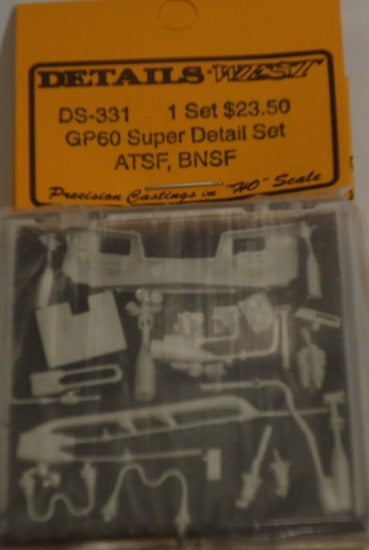 DETAILS WEST
DS-331 1 Set $23.50
GP60 Super Detail Set
ATSF, BNSF
Precision Castings in "HO" Scale